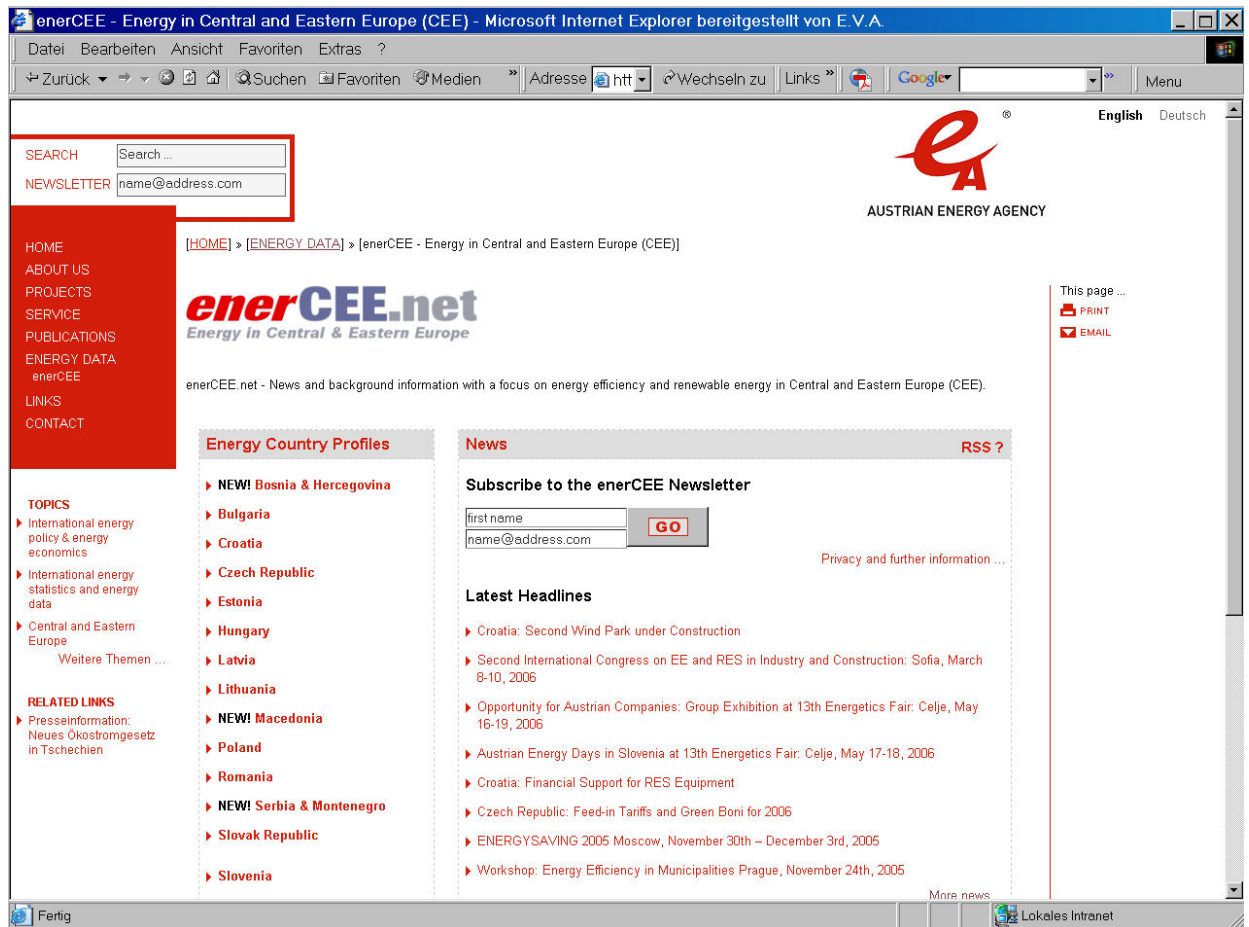 enerCEE - Energy in Central and Eastern Europe (CEE) - Microsoft Internet Explorer bereitgestellt von E.V.A.
Datei Bearbeiten Ansicht Favoriten Extras ?
Zurück Suchen Favoriten Medien » Adresse htt Wechseln zu Links » Google » Menu
English Deutsch
SEARCH Search ...
NEWSLETTER name@address.com
eA ®
AUSTRIAN ENERGY AGENCY
HOME
ABOUT US
PROJECTS
SERVICE
PUBLICATIONS
ENERGY DATA
enerCEE
LINKS
CONTACT
TOPICS
International energy
policy & energy
economics
International energy
statistics and energy
data
Central and Eastern
Europe
Weitere Themen ...
RELATED LINKS
Presseinformation:
Neues Ökostromgesetz
in Tschechien
[HOME] » [ENERGY DATA] » [enerCEE - Energy in Central and Eastern Europe (CEE)]
enerCEE.net
Energy in Central & Eastern Europe
This page ...
PRINT
EMAIL
enerCEE.net - News and background information with a focus on energy efficiency and renewable energy in Central and Eastern Europe (CEE).
Energy Country Profiles
NEW! Bosnia & Hercegovina
Bulgaria
Croatia
Czech Republic
Estonia
Hungary
Latvia
Lithuania
NEW! Macedonia
Poland
Romania
NEW! Serbia & Montenegro
Slovak Republic
Slovenia
News RSS ?
Subscribe to the enerCEE Newsletter
first name
name@address.com
GO
Privacy and further information ...
Latest Headlines
Croatia: Second Wind Park under Construction
Second International Congress on EE and RES in Industry and Construction: Sofia, March
8-10, 2006
Opportunity for Austrian Companies: Group Exhibition at 13th Energetics Fair: Celje, May
16-19, 2006
Austrian Energy Days in Slovenia at 13th Energetics Fair: Celje, May 17-18, 2006
Croatia: Financial Support for RES Equipment
Czech Republic: Feed-in Tariffs and Green Boni for 2006
ENERGYSAVING 2005 Moscow, November 30th – December 3rd, 2005
Workshop: Energy Efficiency in Municipalities Prague, November 24th, 2005
More news
Fertig
Lokales Intranet